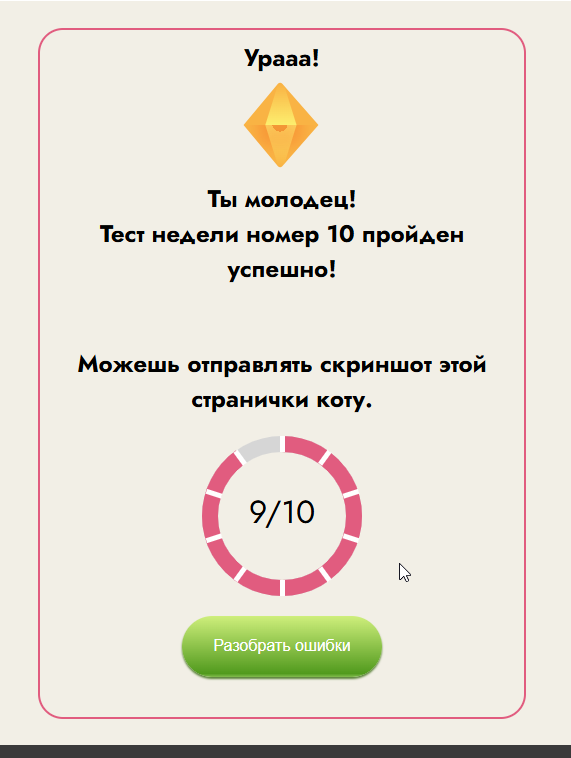 Урааа!
Ты молодец!
Тест недели номер 10 пройден
успешно!
Можешь отправлять скриншот этой
странички коту.
9/10
Разобрать ошибки